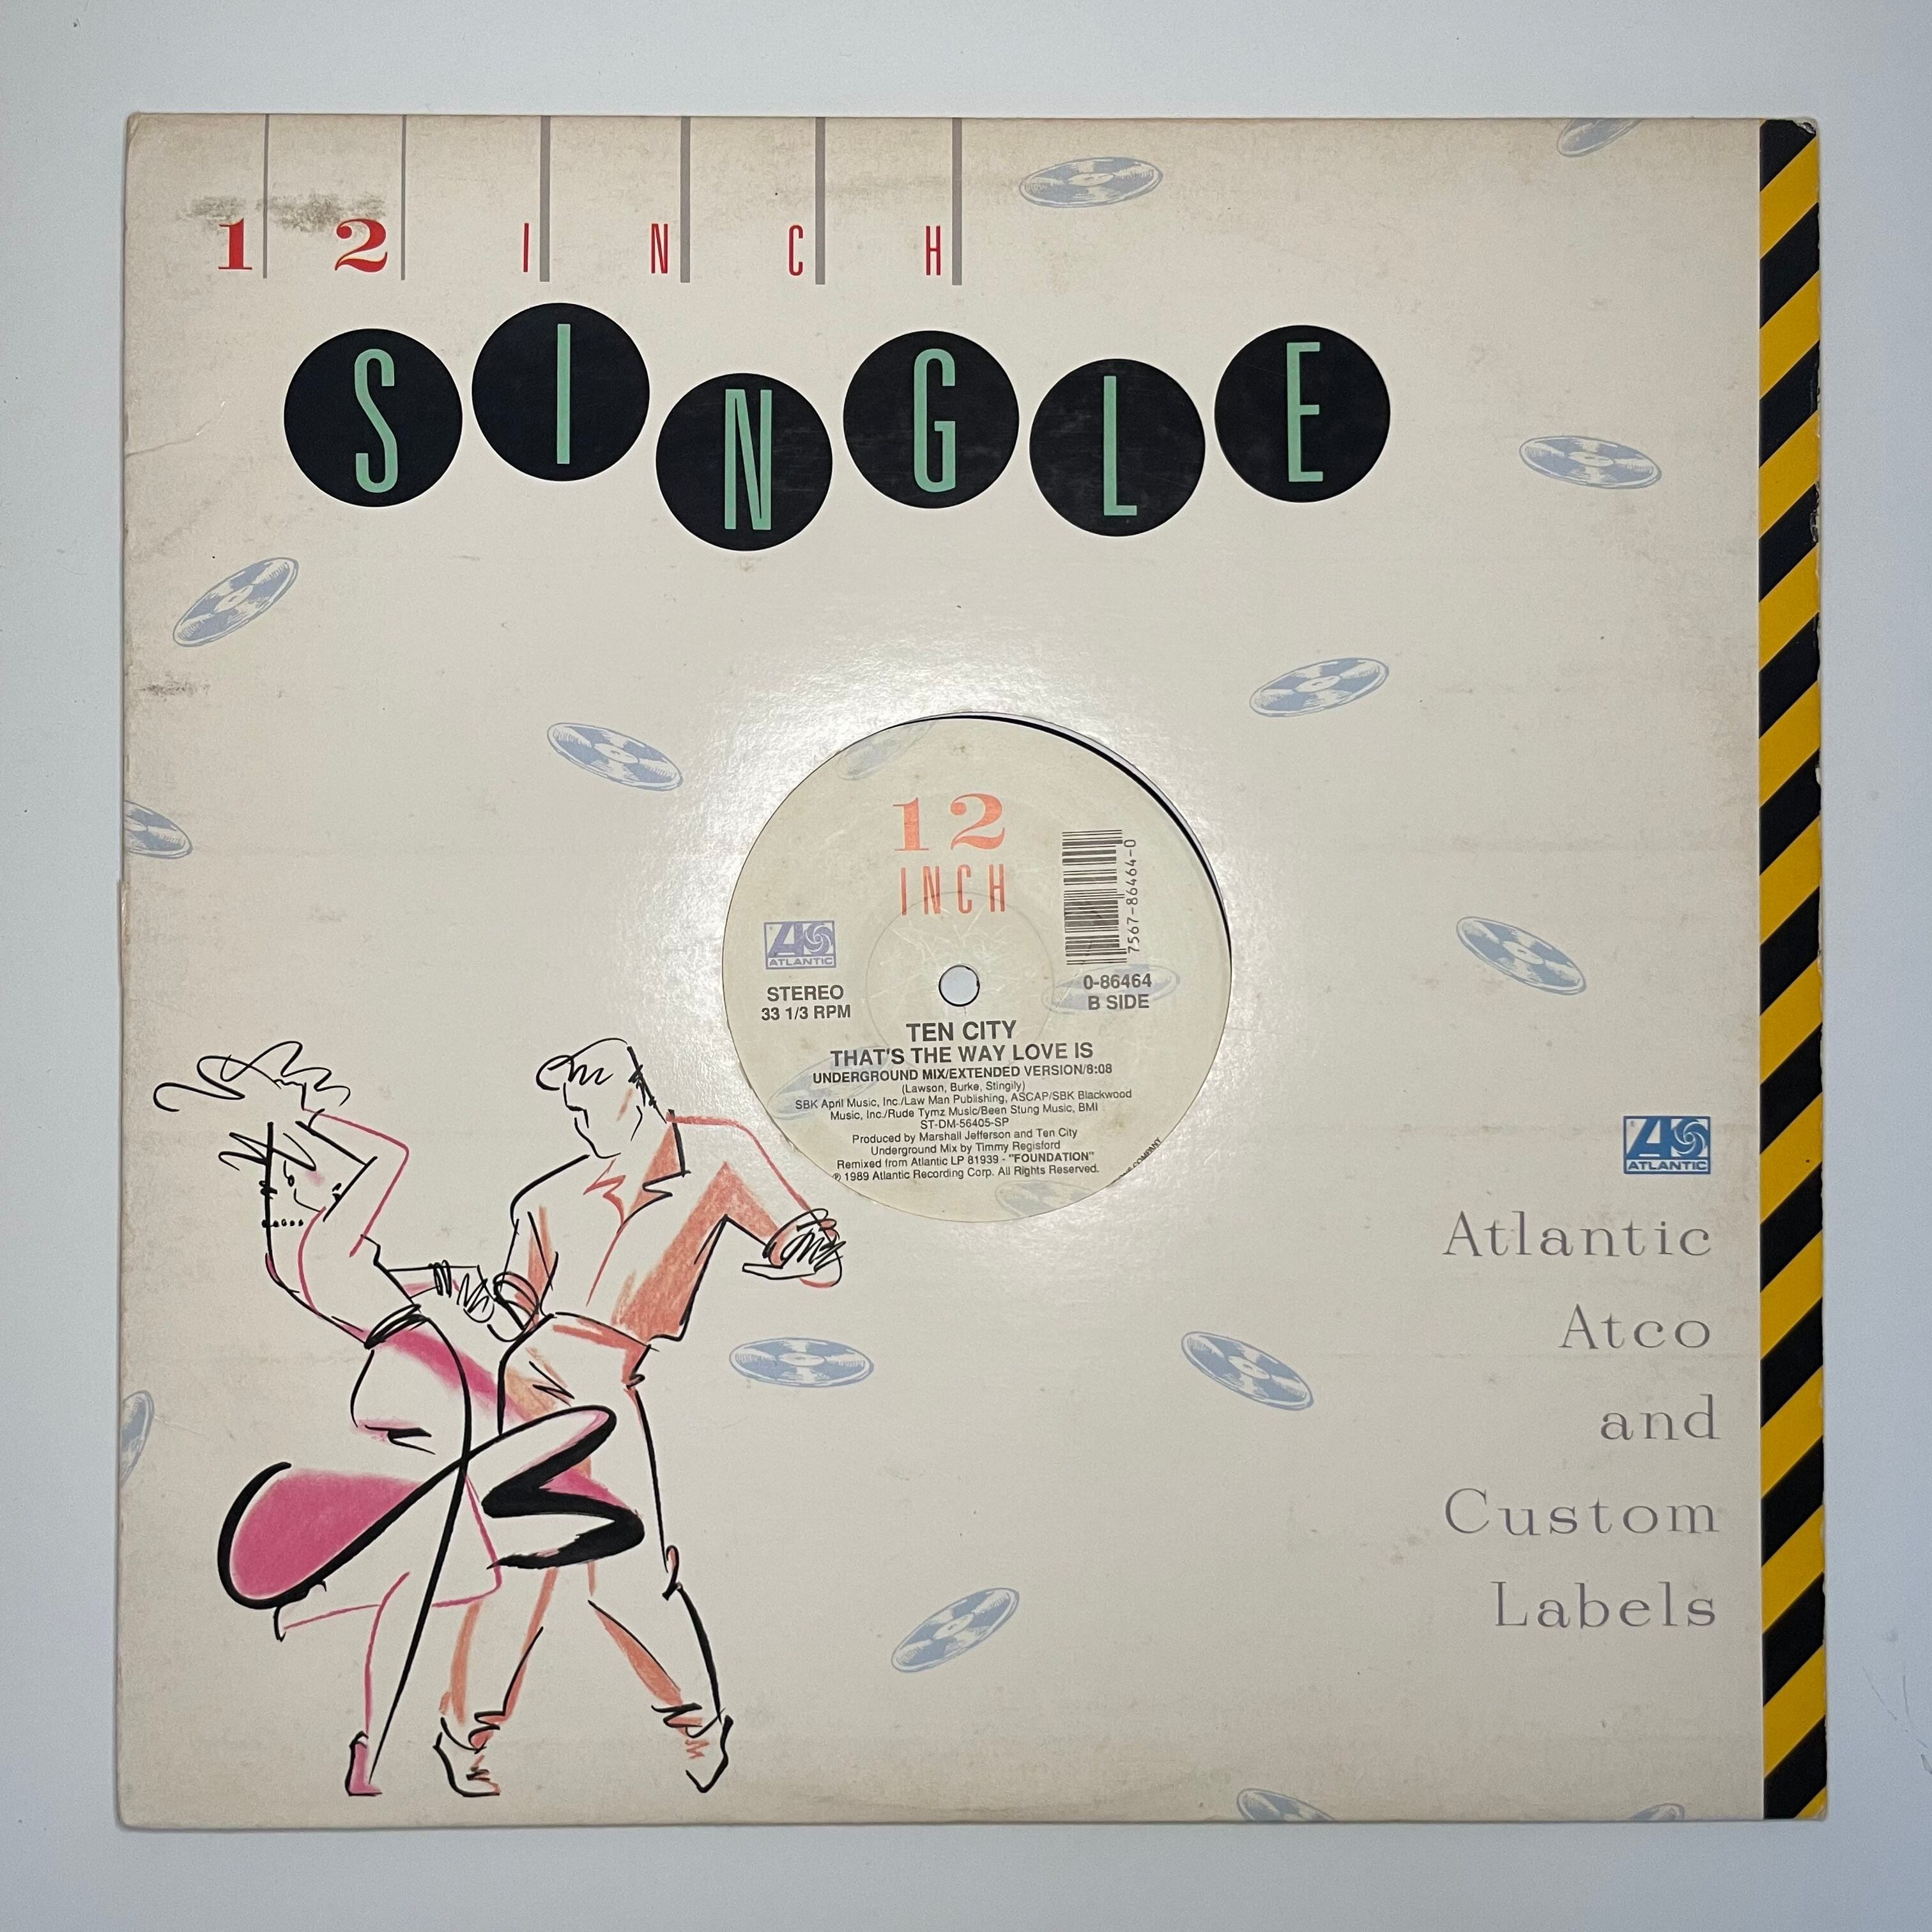 12 INCH
SINGLE
12
INCH
7567-86464-0
ATLANTIC
STEREO
33 1/3 RPM
0-86464
B SIDE
TEN CITY
THAT'S THE WAY LOVE IS
UNDERGROUND MIX/EXTENDED VERSION/8:08
(Lawson, Burke, Stingily)
SBK April Music, Inc./Law Man Publishing, ASCAP/SBK Blackwood
Music, Inc./Rude Tymz Music/Been Stung Music, BMI
ST-DM-56405-SP
Produced by Marshall Jefferson and Ten City
Underground Mix by Timmy Regisford
Remixed from Atlantic LP 81939 - "FOUNDATION"
℗ 1989 Atlantic Recording Corp. All Rights Reserved.
COMPANY
ATLANTIC
Atlantic
Atco
and
Custom
Labels